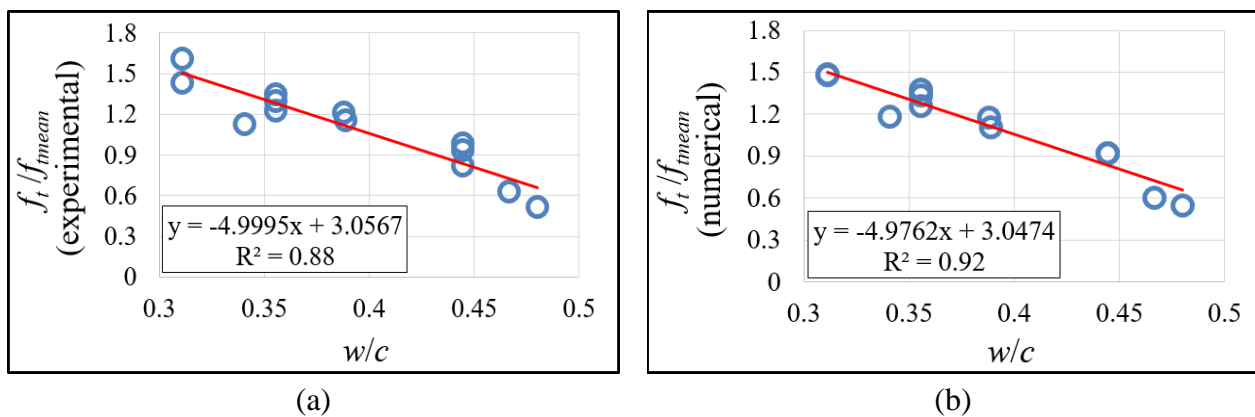 1.8
1.5
1.2
0.9
0.6
0.3
0
f_t /f_tmean
(experimental)
y = -4.9995x + 3.0567
R² = 0.88
0.3 0.35 0.4 0.45 0.5
w/c
(a)
1.8
1.5
1.2
0.9
0.6
0.3
0
f_t /f_tmean
(numerical)
y = -4.9762x + 3.0474
R² = 0.92
0.3 0.35 0.4 0.45 0.5
w/c
(b)